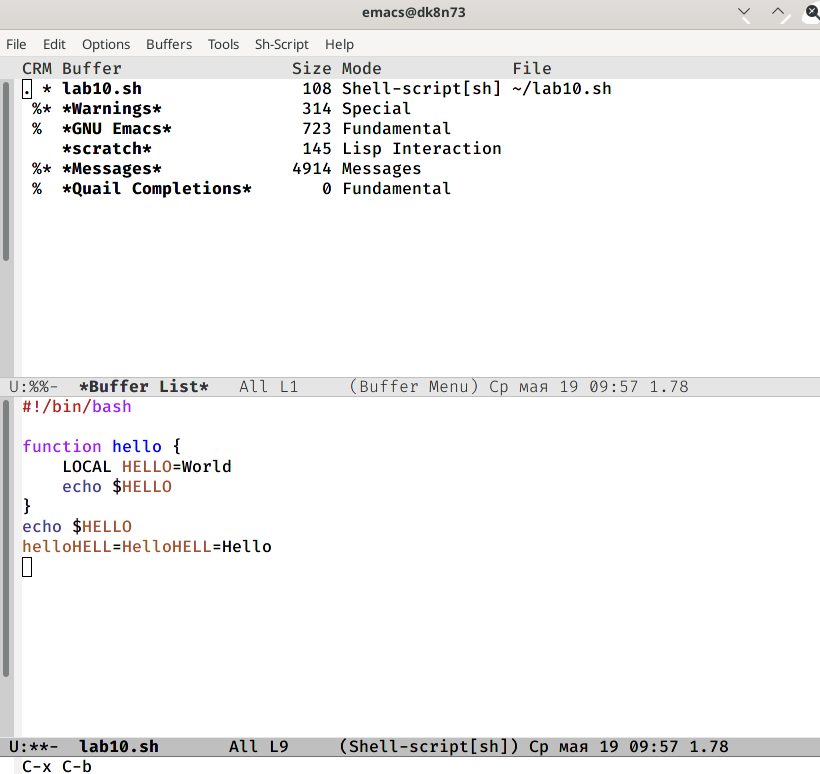 emacs@dk8n73
File Edit Options Buffers Tools Sh-Script Help
CRM Buffer Size Mode File
. * lab10.sh 108 Shell-script[sh] ~/lab10.sh
%* *Warnings* 314 Special
% *GNU Emacs* 723 Fundamental
*scratch* 145 Lisp Interaction
%* *Messages* 4914 Messages
% *Quail Completions* 0 Fundamental
U:%%- *Buffer List* All L1 (Buffer Menu) Ср мая 19 09:57 1.78
#!/bin/bash
function hello {
LOCAL HELLO=World
echo $HELLO
}
echo $HELLO
helloHELL=HelloHELL=Hello
U:**- lab10.sh All L9 (Shell-script[sh]) Ср мая 19 09:57 1.78
C-x C-b